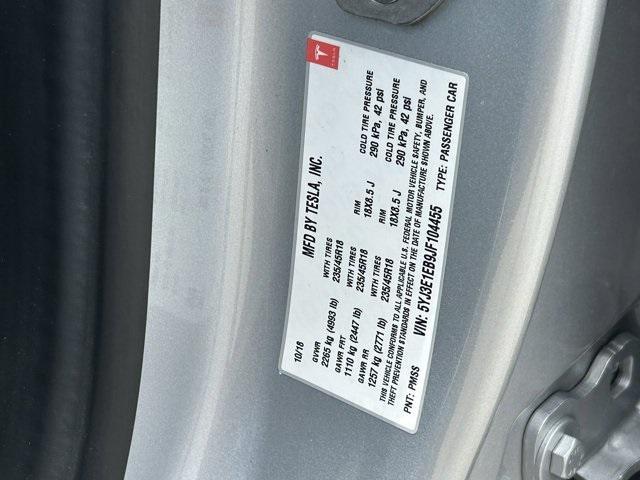 TESLA
10/18 MFD BY TESLA, INC.
GVWR
2265 kg (4993 lb) WITH TIRES 235/45R18 RIM 18X8.5 J COLD TIRE PRESSURE 290 kPa, 42 psi
GAWR FRT
1110 kg (2447 lb) WITH TIRES 235/45R18 RIM 18X8.5 J COLD TIRE PRESSURE 290 kPa, 42 psi
GAWR RR
1257 kg (2771 lb) WITH TIRES 235/45R18
THIS VEHICLE CONFORMS TO ALL APPLICABLE U.S. FEDERAL MOTOR VEHICLE SAFETY, BUMPER, AND
THEFT PREVENTION STANDARDS IN EFFECT ON THE DATE OF MANUFACTURE SHOWN ABOVE.
PNT: PMSS VIN: 5YJ3E1EB9JF104455 TYPE: PASSENGER CAR